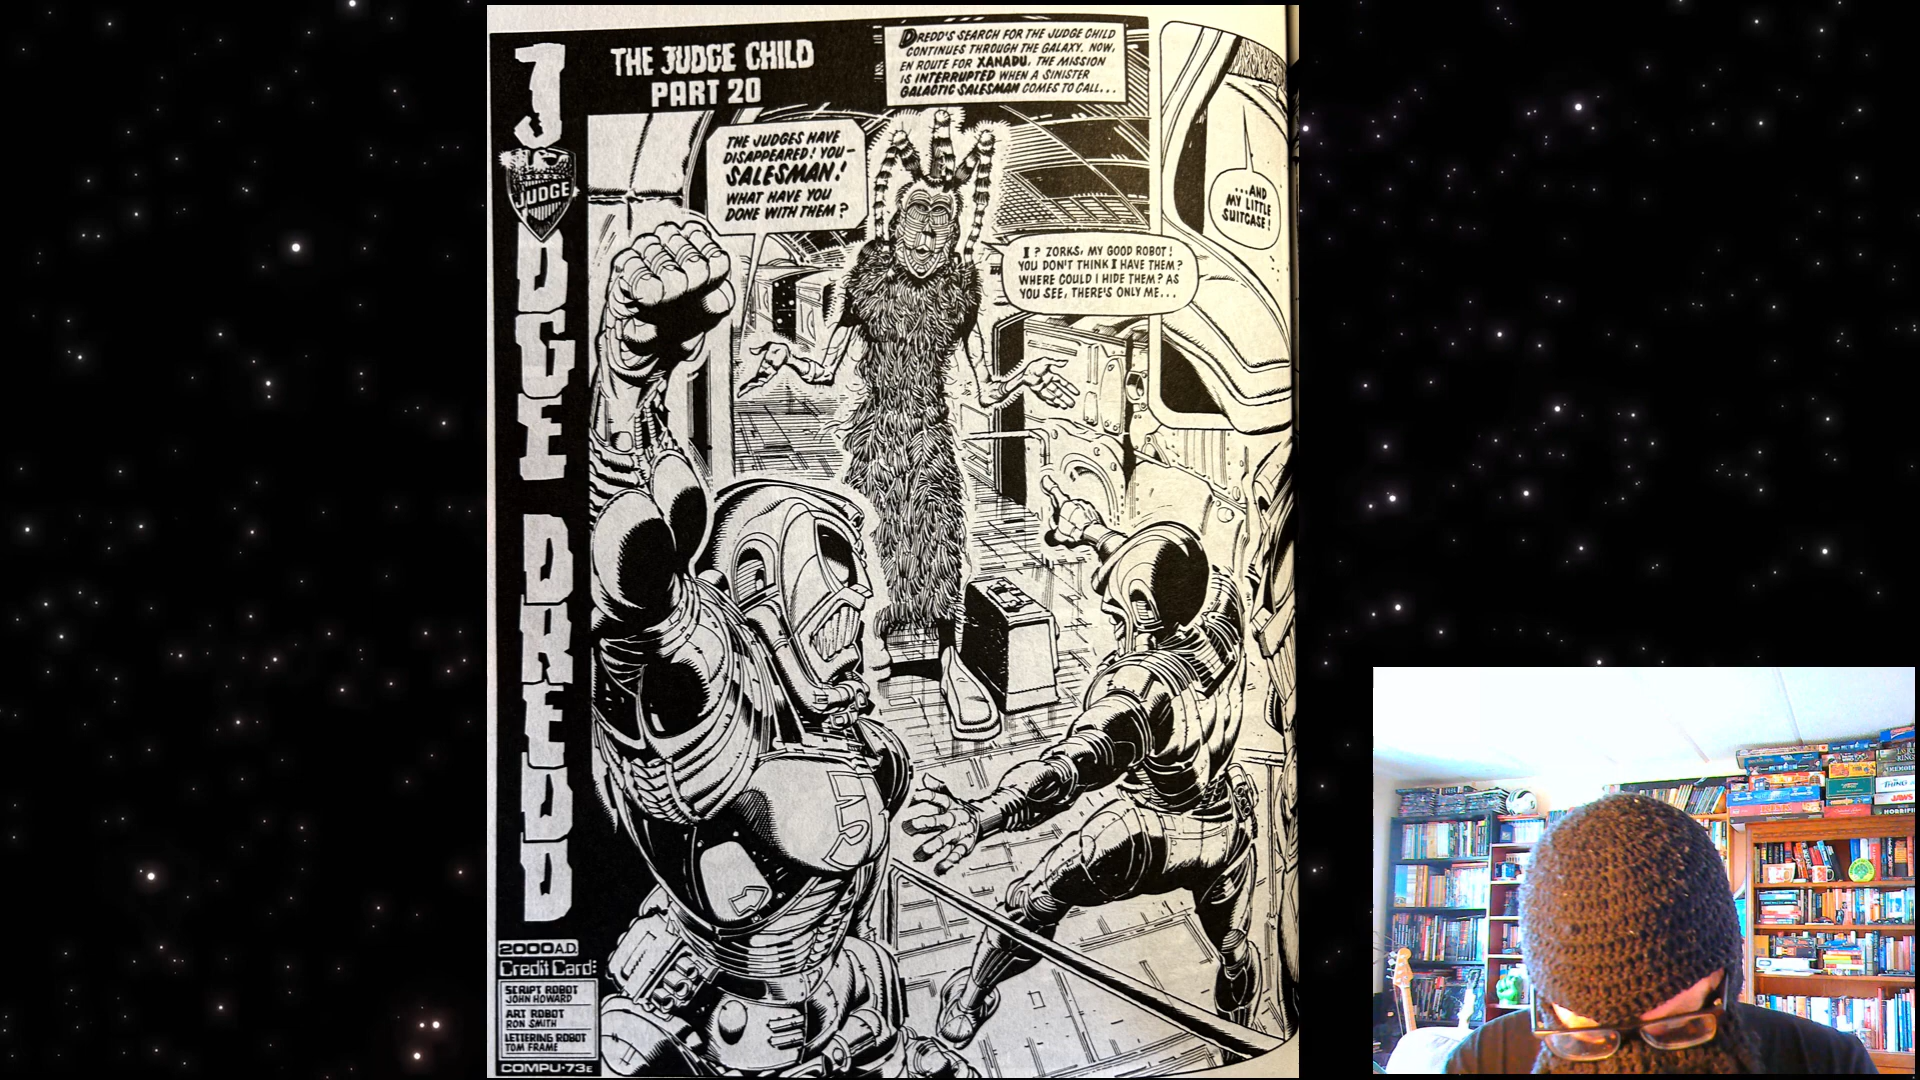 JUDGE DREDD
JUDGE
THE JUDGE CHILD
PART 20
DREDD'S SEARCH FOR THE JUDGE CHILD
CONTINUES THROUGH THE GALAXY. NOW,
EN ROUTE FOR XANADU, THE MISSION
IS INTERRUPTED WHEN A SINISTER
GALACTIC SALESMAN COMES TO CALL...
THE JUDGES HAVE
DISAPPEARED! YOU—
SALESMAN!
WHAT HAVE YOU
DONE WITH THEM?
I? ZORKS, MY GOOD ROBOT!
YOU DON'T THINK I HAVE THEM?
WHERE COULD I HIDE THEM? AS
YOU SEE, THERE'S ONLY ME...
...AND
MY LITTLE
SUITCASE!
5
2000 A.D.
Credit Card:
SCRIPT ROBOT
JOHN HOWARD
ART ROBOT
RON SMITH
LETTERING ROBOT
TOM FRAME
COMPU·73E
JAWS